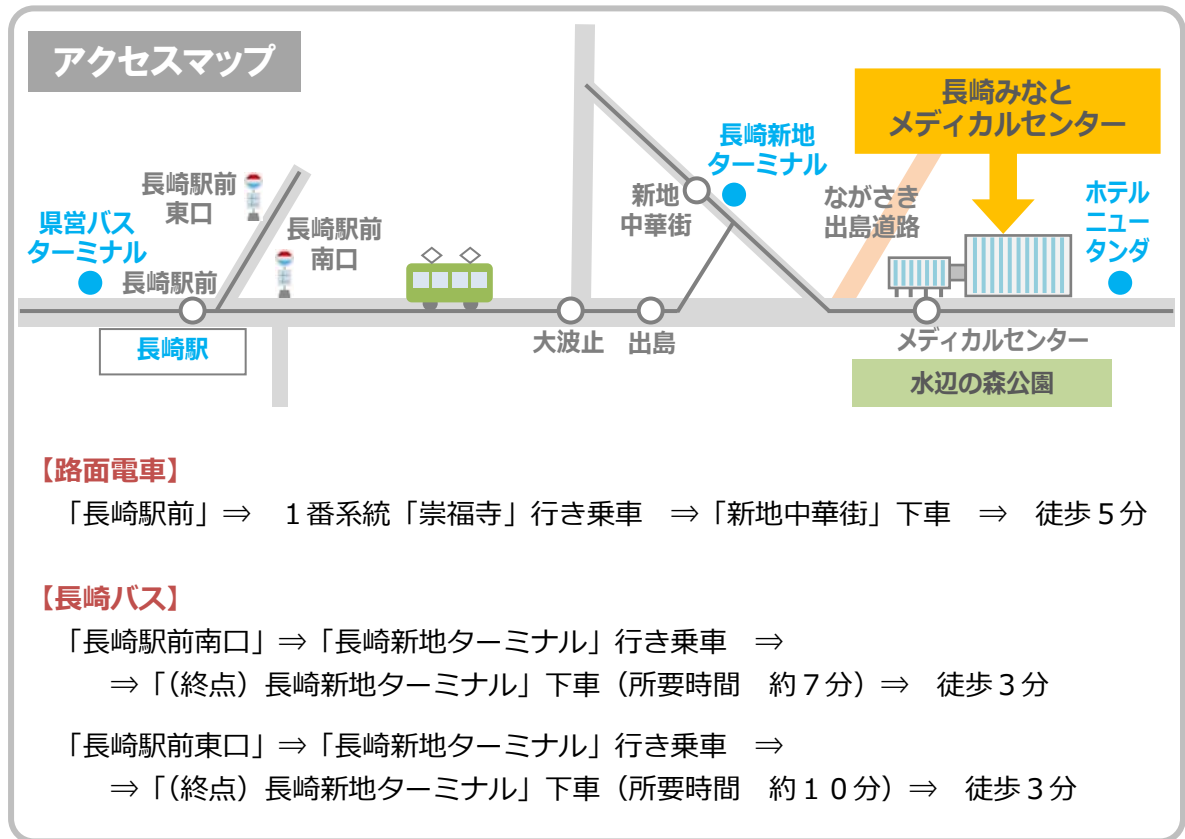 アクセスマップ
長崎みなと
メディカルセンター
長崎新地
ターミナル
長崎駅前
東口
新地
中華街
ながさき
出島道路
ホテル
ニュー
タンダ
県営バス
ターミナル
長崎駅前
南口
長崎駅前
長崎駅
大波止
出島
メディカルセンター
水辺の森公園
【路面電車】
「長崎駅前」⇒　１番系統「崇福寺」行き乗車　⇒「新地中華街」下車　⇒　徒歩５分
【長崎バス】
「長崎駅前南口」⇒「長崎新地ターミナル」行き乗車　⇒
⇒「（終点）長崎新地ターミナル」下車（所要時間　約７分）⇒　徒歩３分
「長崎駅前東口」⇒「長崎新地ターミナル」行き乗車　⇒
⇒「（終点）長崎新地ターミナル」下車（所要時間　約１０分）⇒　徒歩３分